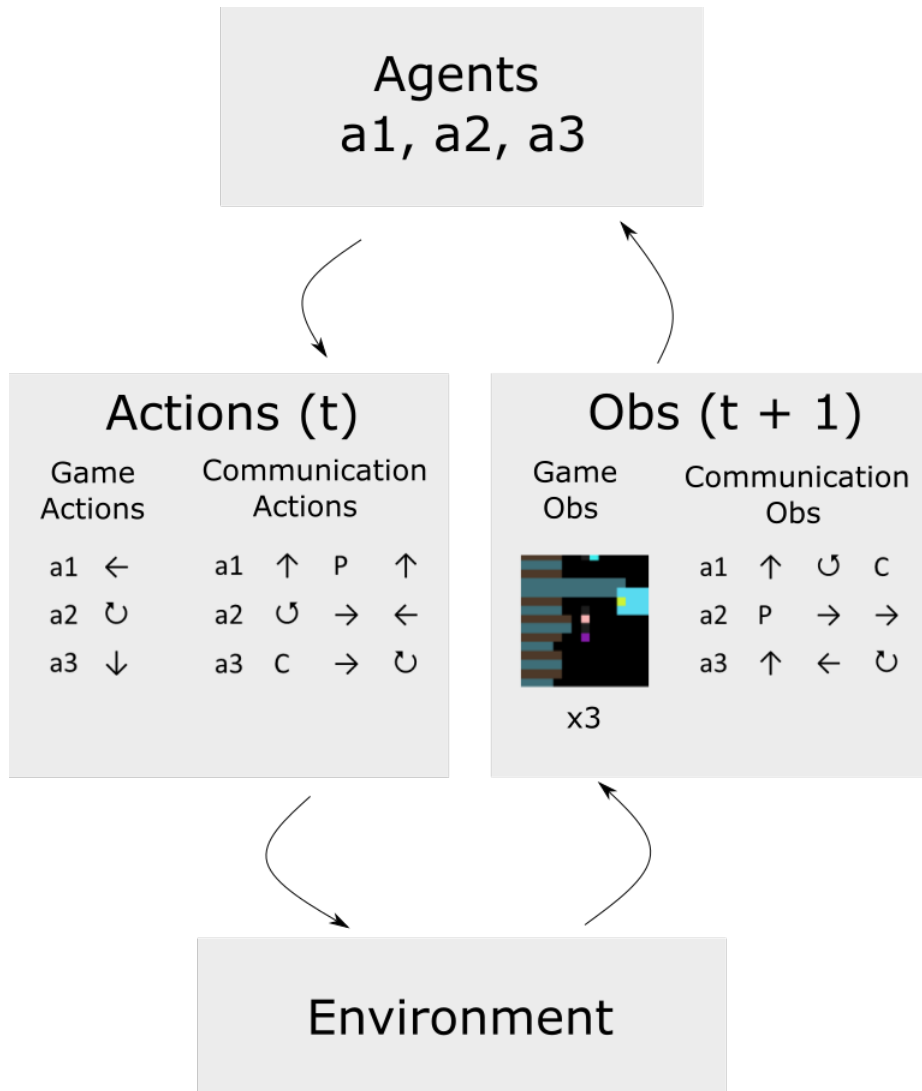 Agents
a1, a2, a3
Actions (t)
Game
Actions
Communication
Actions
a1 ← a1 ↑ P ↑
a2 ↻ a2 ↺ → ←
a3 ↓ a3 C → ↻
Obs (t + 1)
Game
Obs
Communication
Obs
a1 ↑ ↺ C
a2 P → →
a3 ↑ ← ↻
x3
Environment